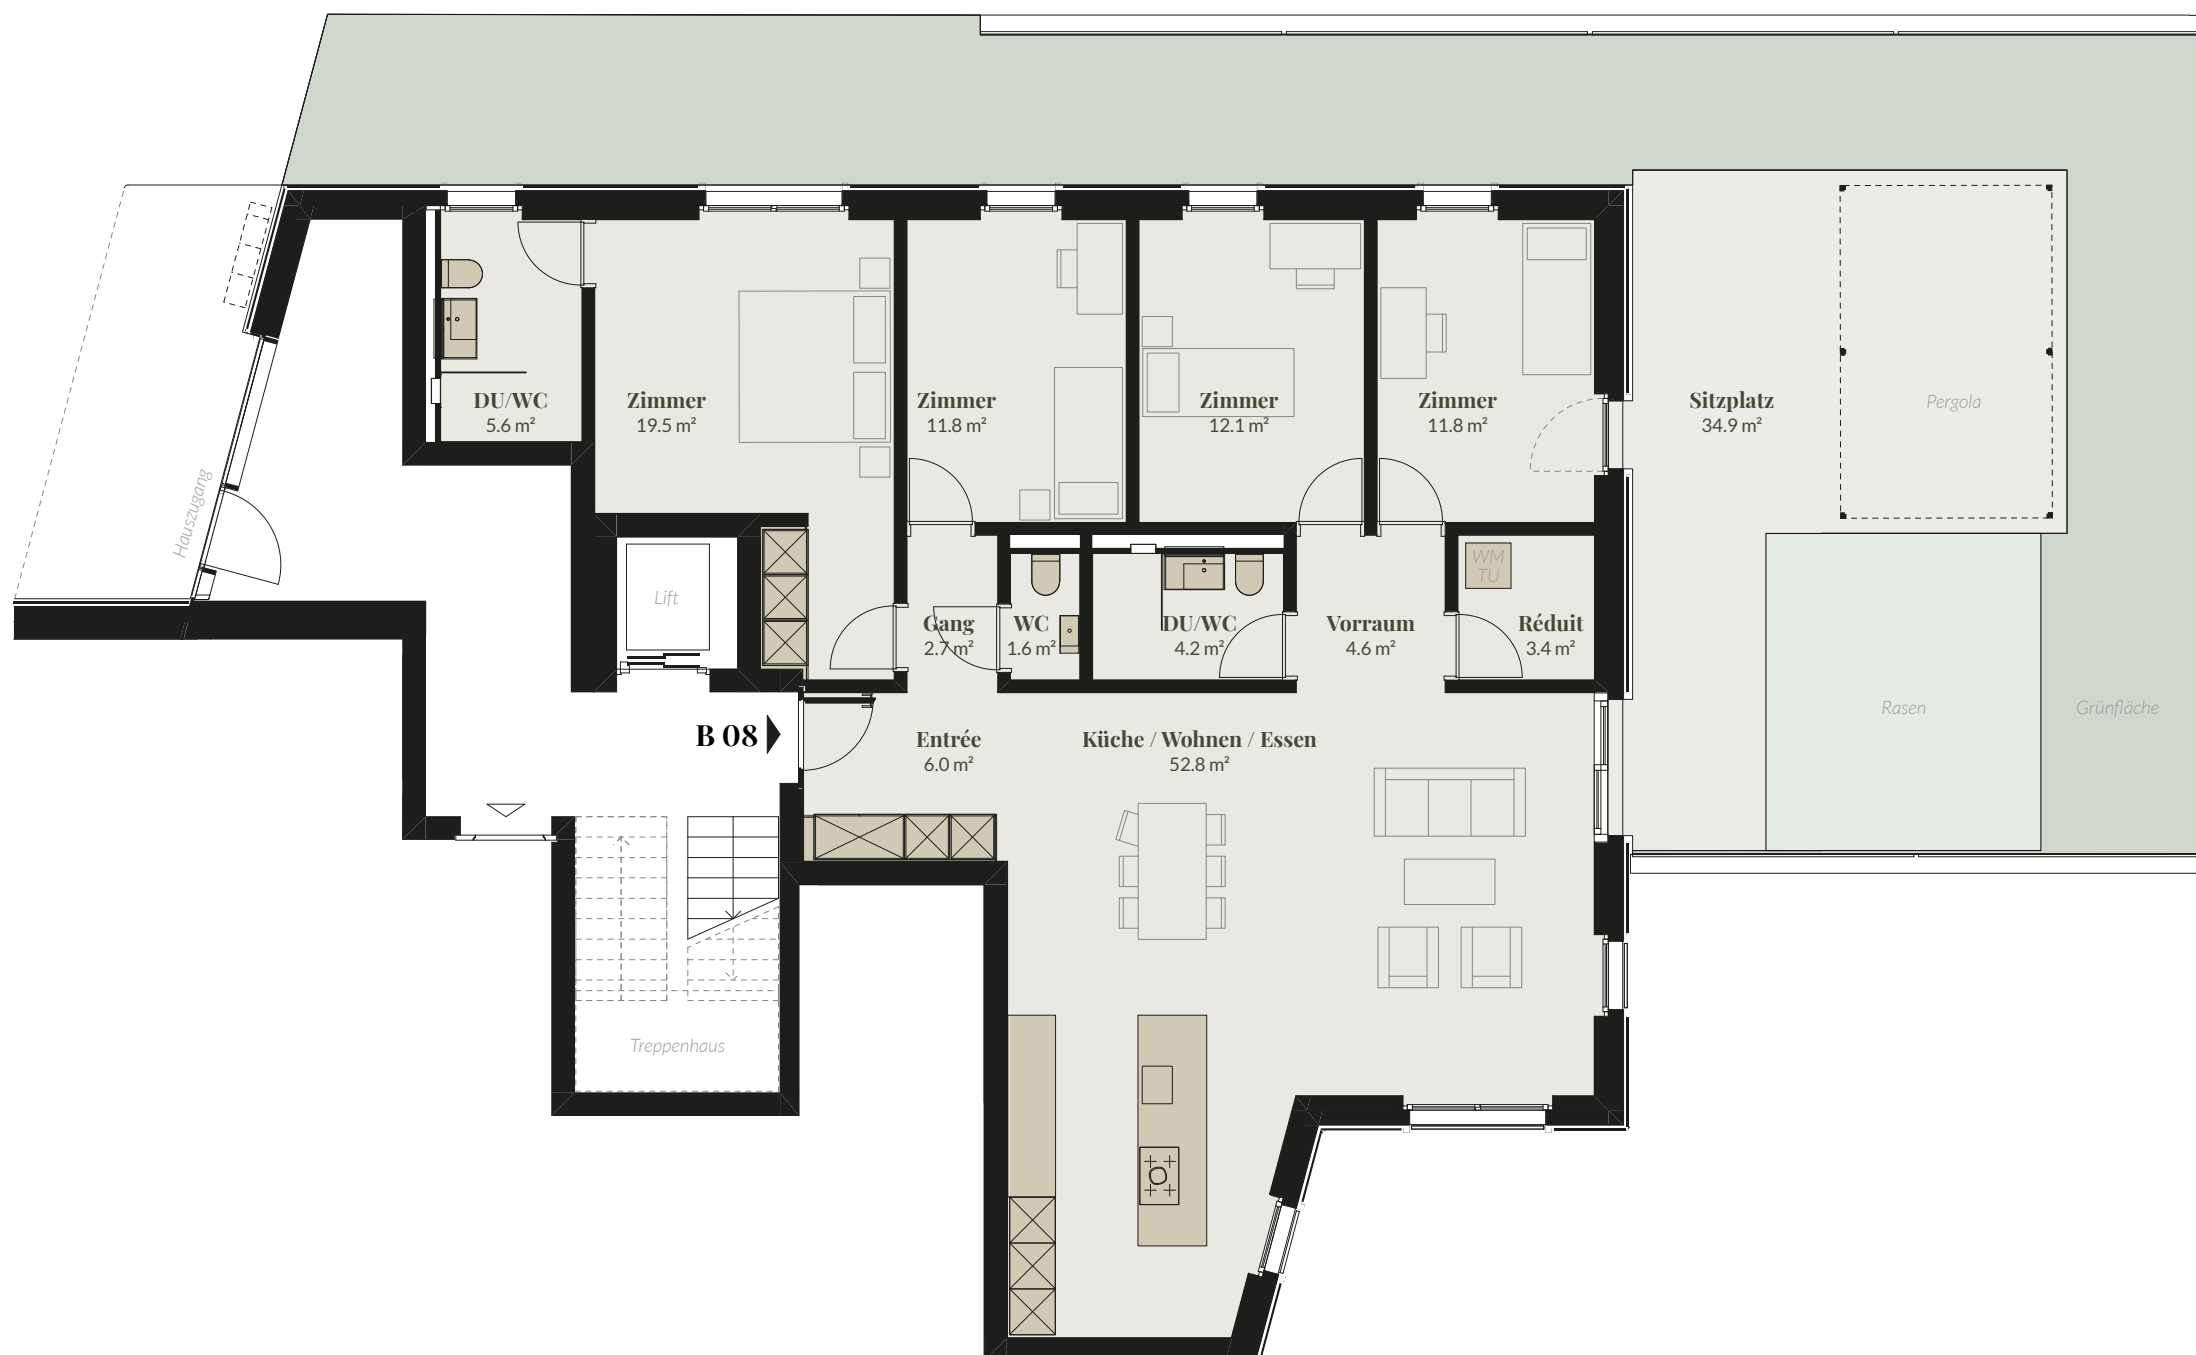 DU/WC
5.6 m²
Zimmer
19.5 m²
Zimmer
11.8 m²
Zimmer
12.1 m²
Zimmer
11.8 m²
Sitzplatz
34.9 m²
Pergola
Hauszugang
Lift
Gang
2.7 m²
WC
1.6 m²
DU/WC
4.2 m²
Vorraum
4.6 m²
WM
TU
Réduit
3.4 m²
B 08
Entrée
6.0 m²
Küche / Wohnen / Essen
52.8 m²
Rasen
Grünfläche
Treppenhaus